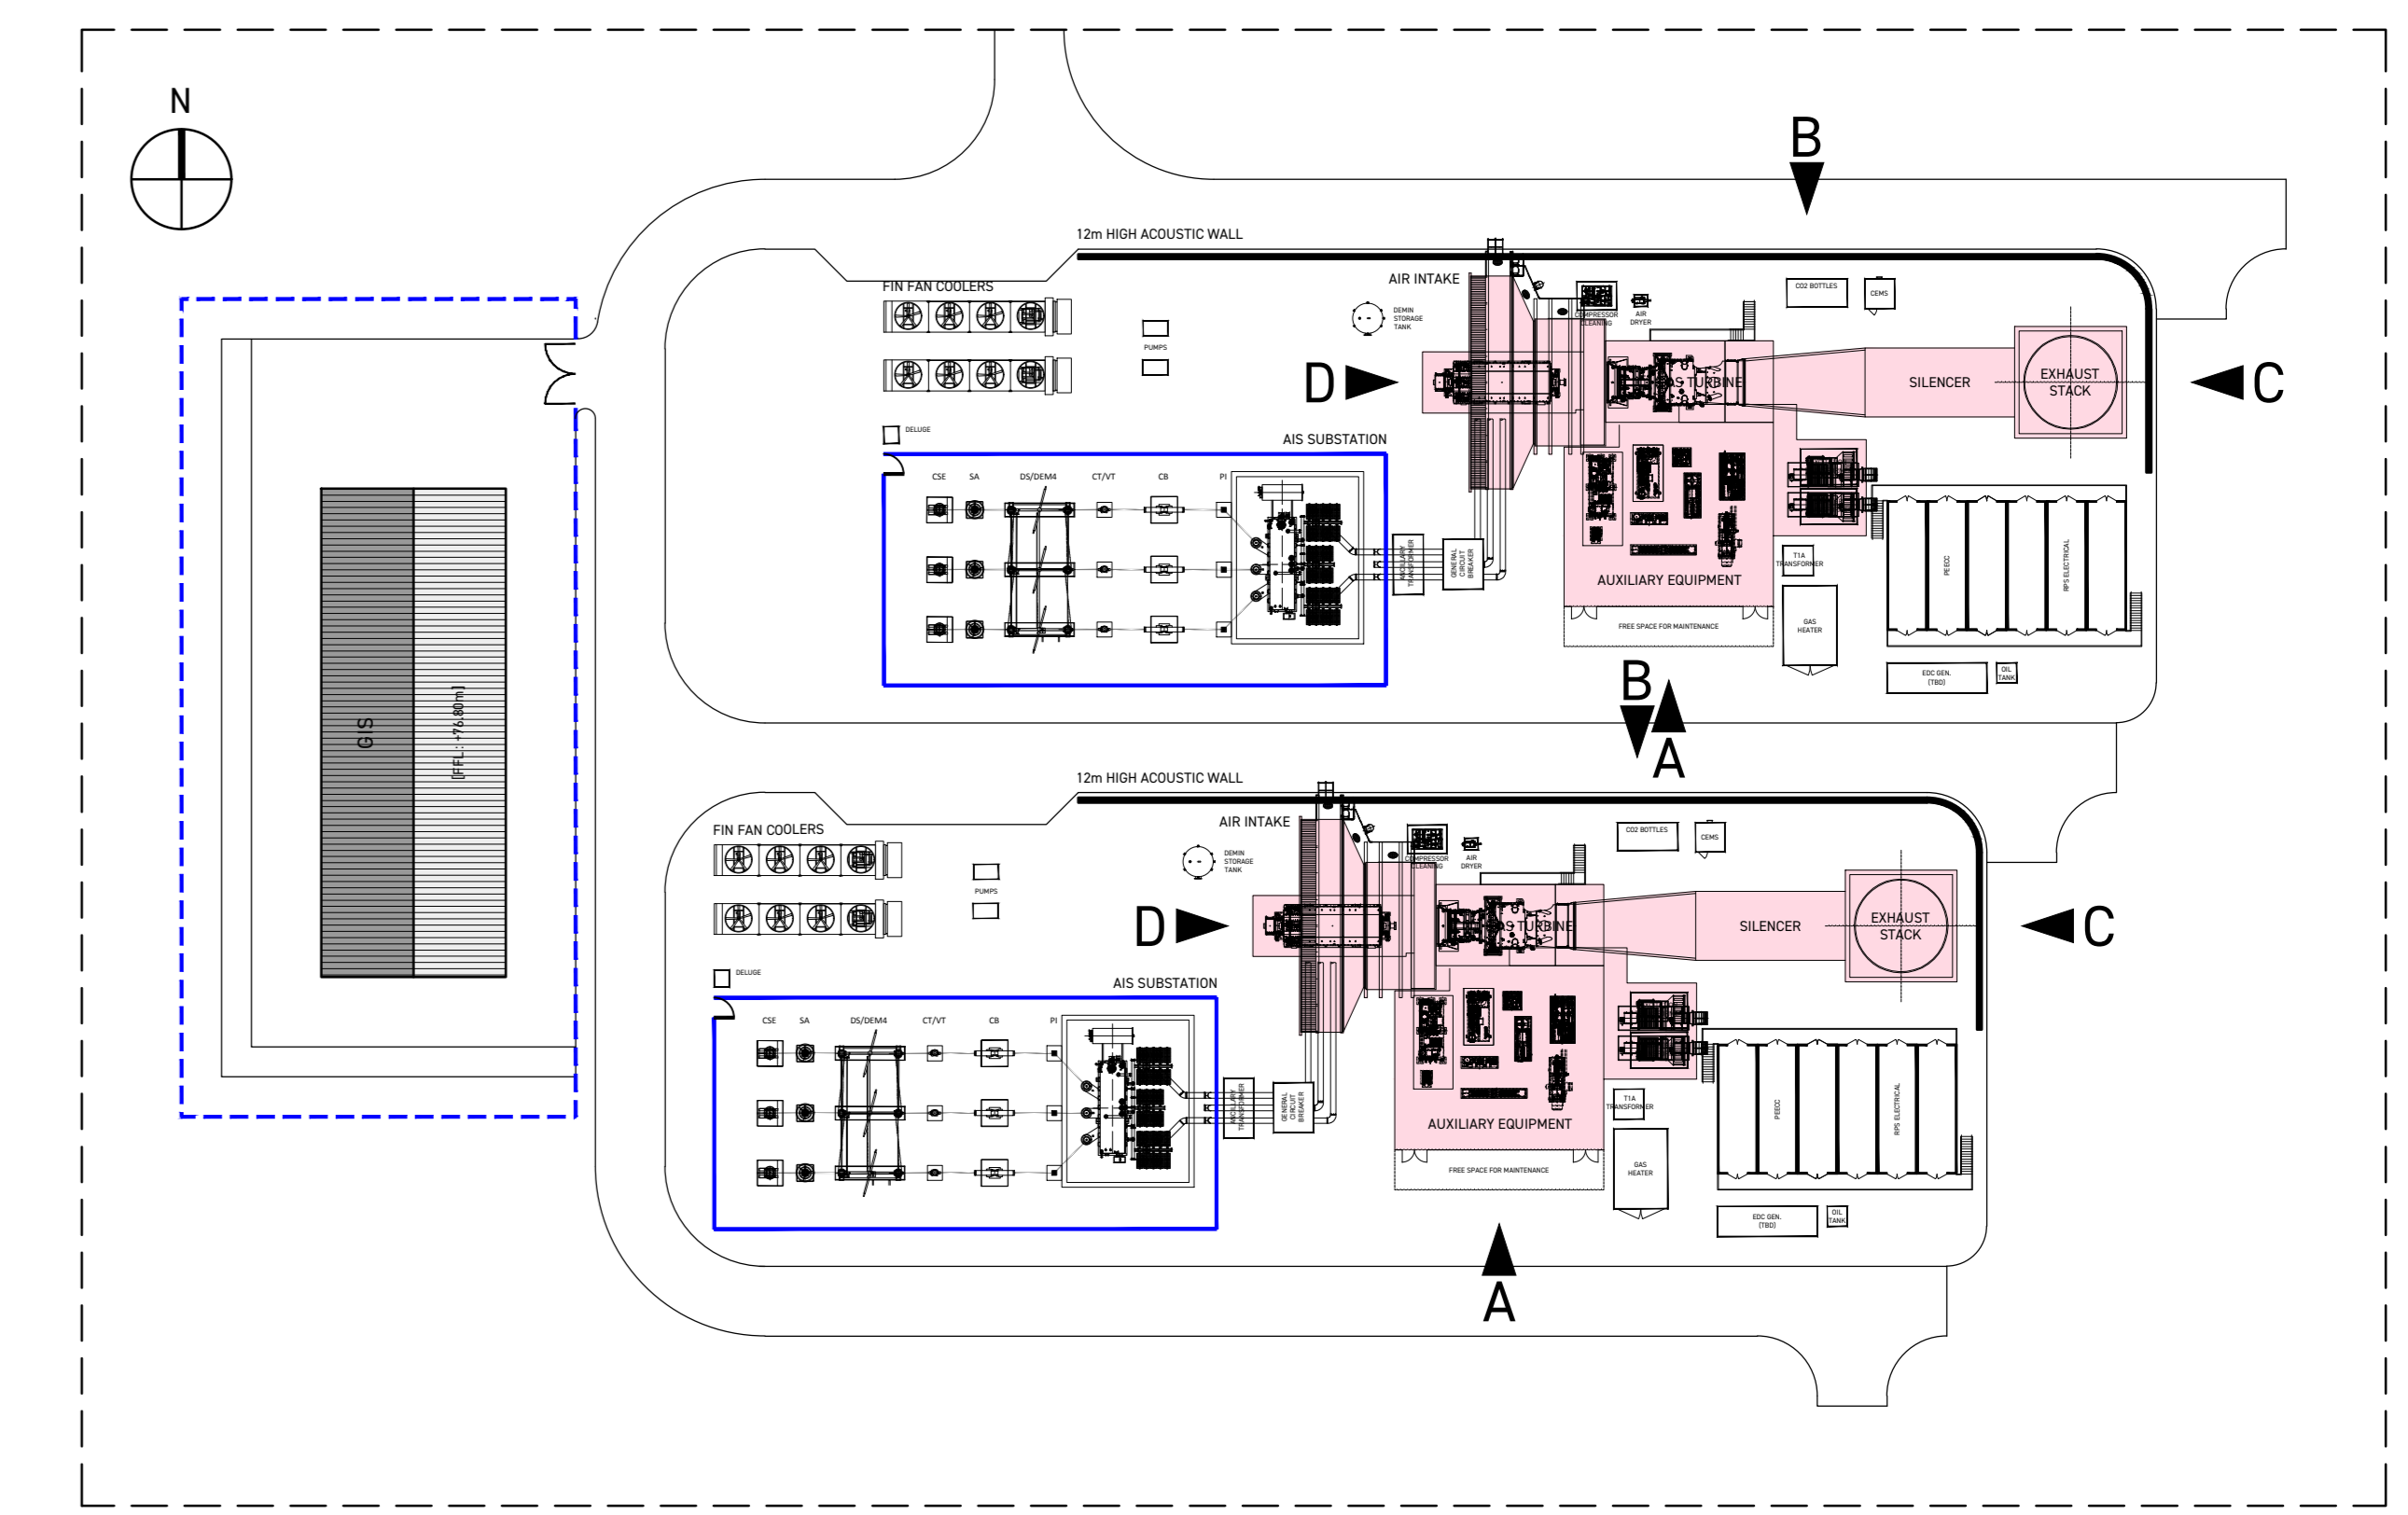 N
B
12m HIGH ACOUSTIC WALL
AIR INTAKE
FIN FAN COOLERS
CO2 BOTTLES
CEMS
DEMIN
STORAGE
TANK
COMPRESSOR
CLEANING
AIR
DRYER
PUMPS
D
GAS TURBINE
SILENCER
EXHAUST
STACK
C
DELUGE
AIS SUBSTATION
CSE
SA
DS/DEM4
CT/VT
CB
PI
ANCILLARY
TRANSFORMER
GENERAL
CIRCUIT
BREAKER
T1A
TRANSFORMER
PEECC
RPS ELECTRICAL
AUXILIARY EQUIPMENT
FREE SPACE FOR MAINTENANCE
GAS
HEATER
EDC GEN.
(TBD)
OIL
TANK
GIS
[FFL: +76.80m]
B
A
12m HIGH ACOUSTIC WALL
AIR INTAKE
FIN FAN COOLERS
CO2 BOTTLES
CEMS
DEMIN
STORAGE
TANK
COMPRESSOR
CLEANING
AIR
DRYER
PUMPS
D
GAS TURBINE
SILENCER
EXHAUST
STACK
C
DELUGE
AIS SUBSTATION
CSE
SA
DS/DEM4
CT/VT
CB
PI
ANCILLARY
TRANSFORMER
GENERAL
CIRCUIT
BREAKER
T1A
TRANSFORMER
PEECC
RPS ELECTRICAL
AUXILIARY EQUIPMENT
FREE SPACE FOR MAINTENANCE
GAS
HEATER
EDC GEN.
(TBD)
OIL
TANK
A